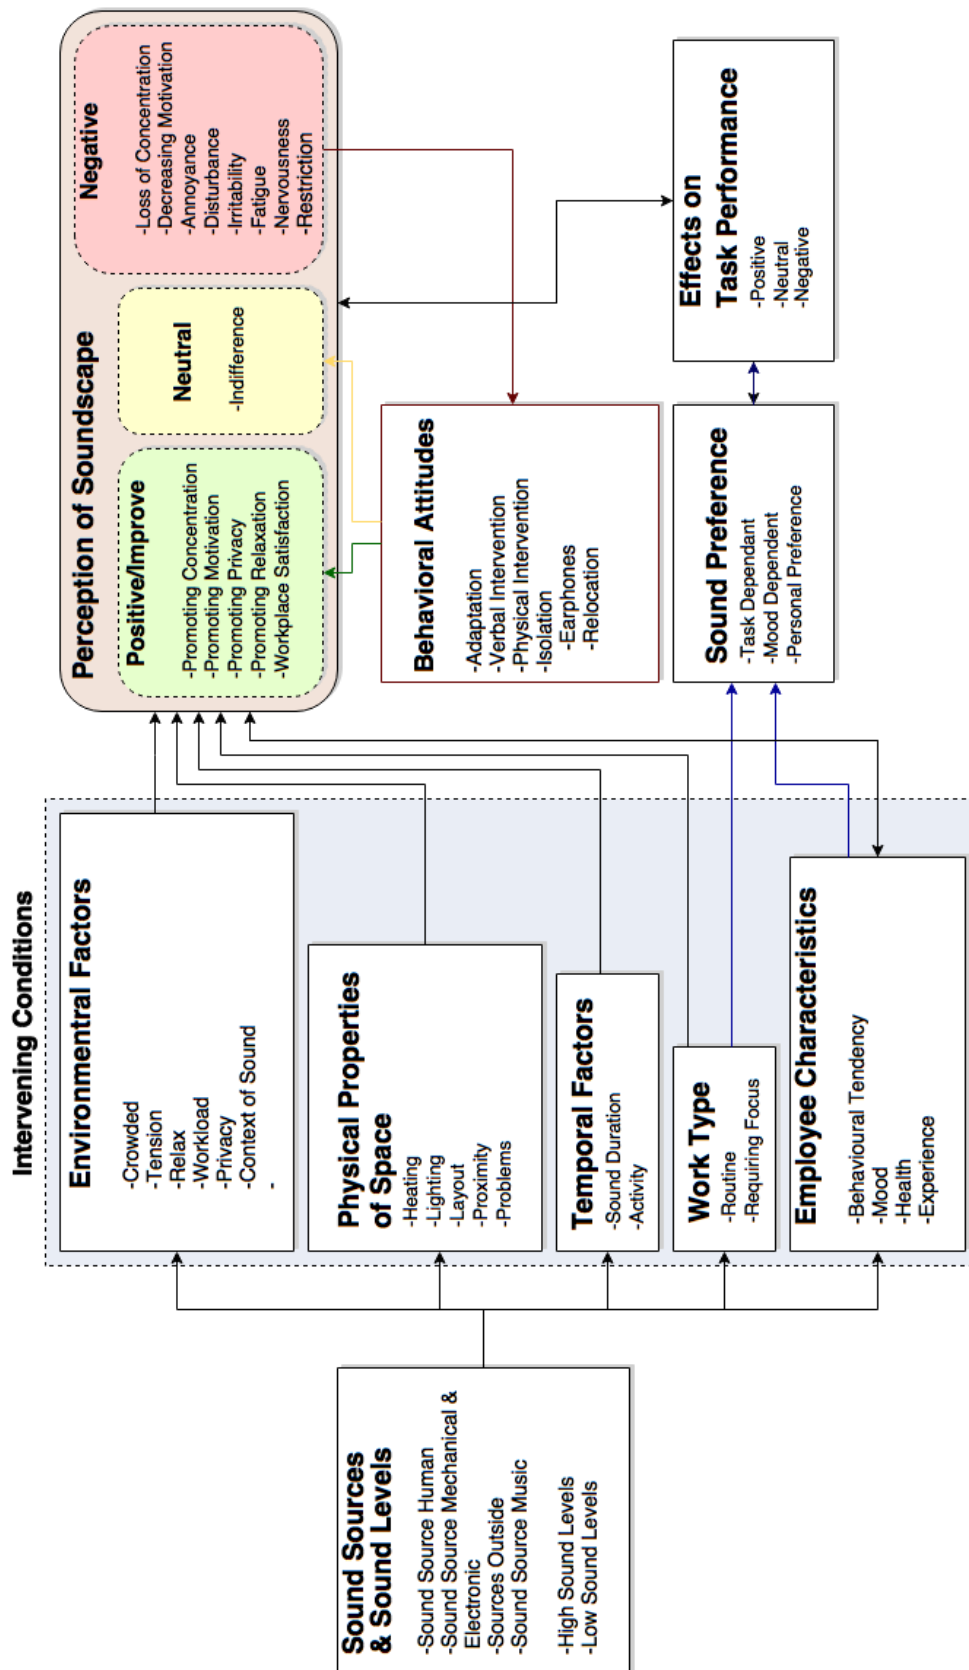 Sound Sources
& Sound Levels
-Sound Source Human
-Sound Source Mechanical &
Electronic
-Sources Outside
-Sound Source Music
-High Sound Levels
-Low Sound Levels
Intervening Conditions
Environmentral Factors
-Crowded
-Tension
-Relax
-Workload
-Privacy
-Context of Sound
-
Physical Properties
of Space
-Heating
-Lighting
-Layout
-Proximity
-Problems
Temporal Factors
-Sound Duration
-Activity
Work Type
-Routine
-Requiring Focus
Employee Characteristics
-Behavioural Tendency
-Mood
-Health
-Experience
Perception of Soundscape
Positive/Improve
-Promoting Concentration
-Promoting Motivation
-Promoting Privacy
-Promoting Relaxation
-Workplace Satisfaction
Neutral
-Indifference
Negative
-Loss of Concentration
-Decreasing Motivation
-Annoyance
-Disturbance
-Irritability
-Fatigue
-Nervousness
-Restriction
Behavioral Attitudes
-Adaptation
-Verbal Intervention
-Physical Intervention
-Isolation
-Earphones
-Relocation
Sound Preference
-Task Dependant
-Mood Dependent
-Personal Preference
Effects on
Task Performance
-Positive
-Neutral
-Negative